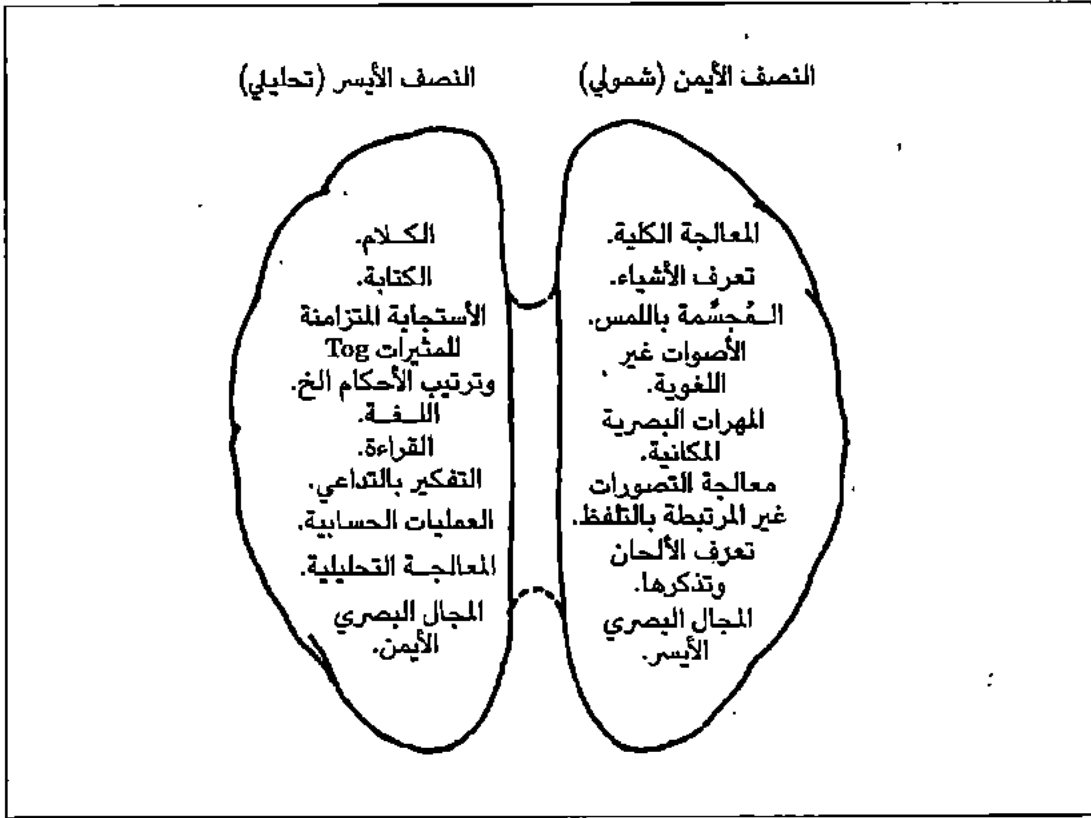 النصف الأيمن (شمولي)
المعالجة الكلية.
تعرف الأشياء.
المُجسَّمة باللمس.
الأصوات غير
اللغوية.
المهرات البصرية
المكانية.
معالجة التصورات
غير المرتبطة بالتلفظ.
تعرف الألحان
وتذكرها.
المجال البصري
الأيسر.
النصف الأيسر (تحليلي)
الكلام.
الكتابة.
الأستجابة المتزامنة
للمثيرات Tog
وترتيب الأحكام الخ.
اللغة.
القراءة.
التفكير بالتداعي.
العمليات الحسابية.
المعالجة التحليلية.
المجال البصري
الأيمن.